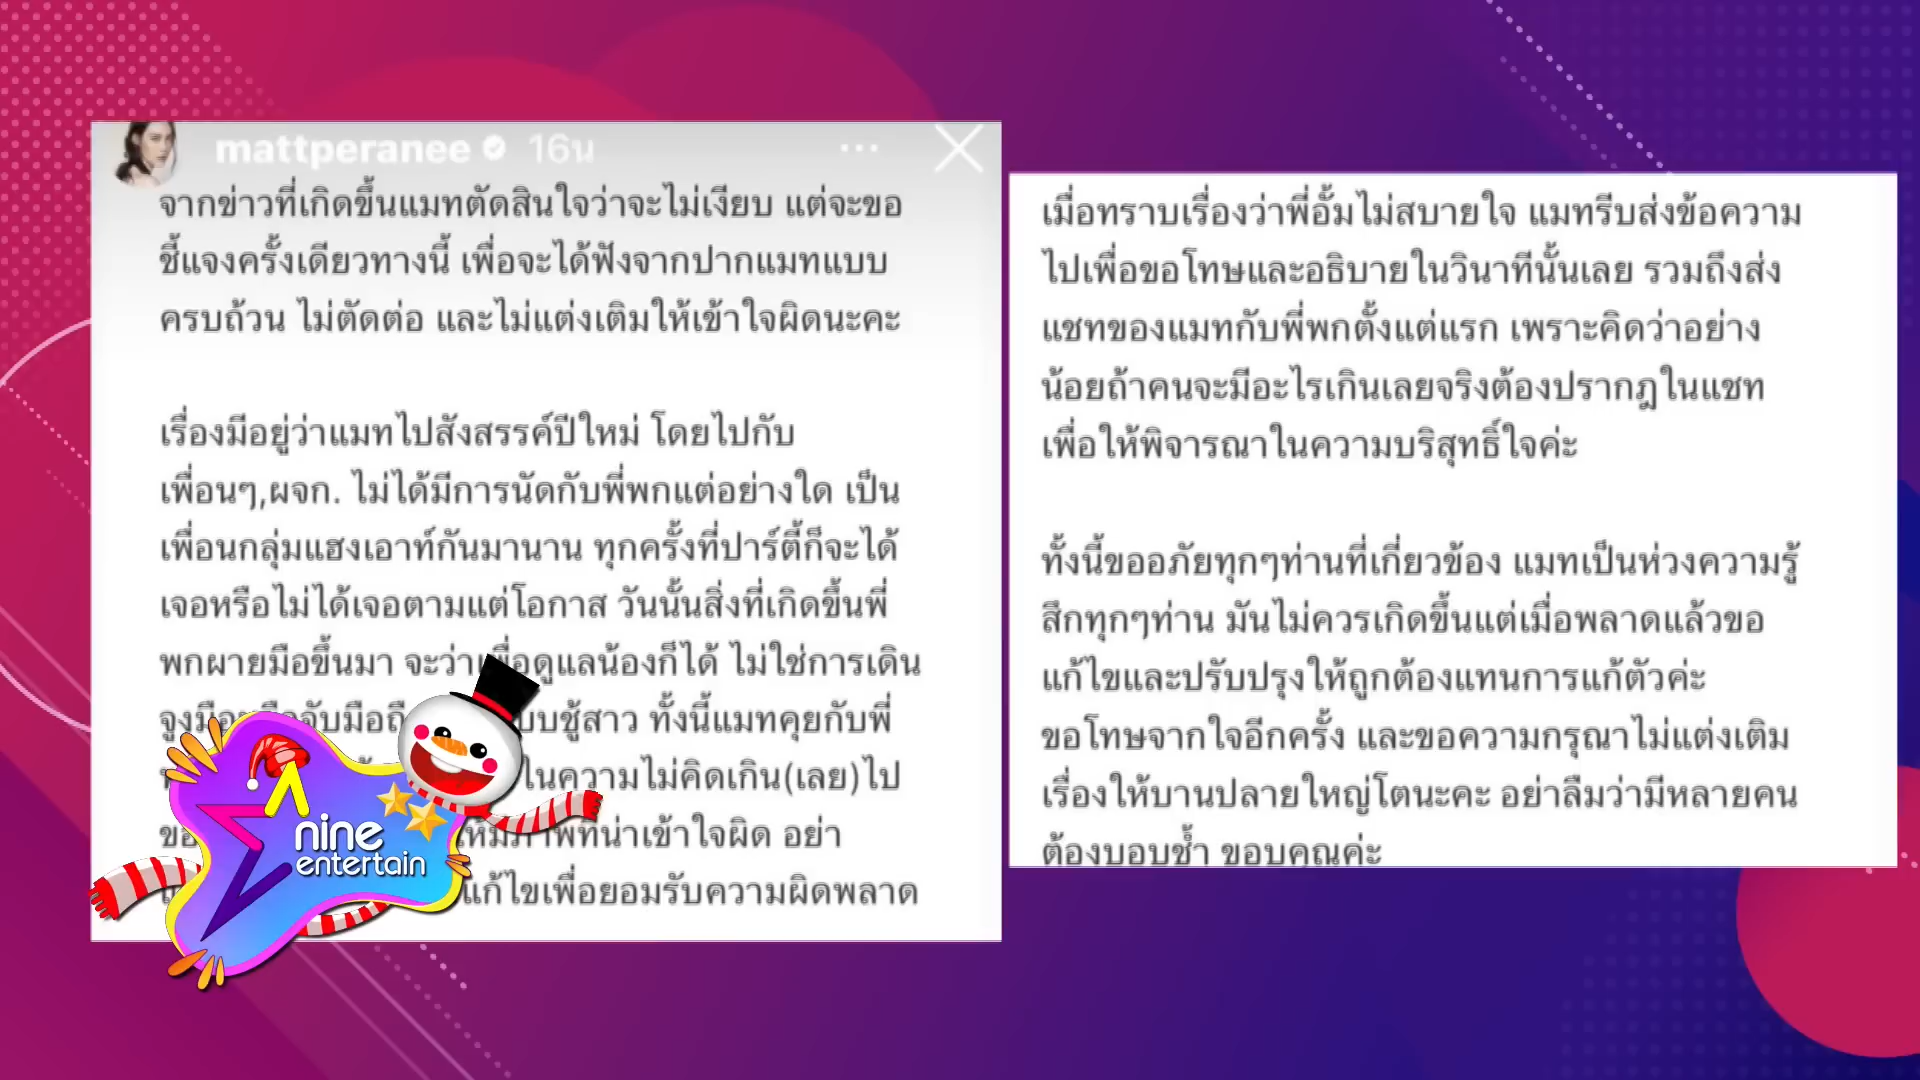 mattperanee 16น
จากข่าวที่เกิดขึ้นแมทตัดสินใจว่าจะไม่เงียบ แต่จะขอ
ชี้แจงครั้งเดียวทางนี้ เพื่อจะได้ฟังจากปากแมทแบบ
ครบถ้วน ไม่ตัดต่อ และไม่แต่งเติมให้เข้าใจผิดนะคะ
เรื่องมีอยู่ว่าแมทไปสังสรรค์ปีใหม่ โดยไปกับ
เพื่อนๆ,ผจก. ไม่ได้มีการนัดกับพี่พกแต่อย่างใด เป็น
เพื่อนกลุ่มแฮงเอาท์กันมานาน ทุกครั้งที่ปาร์ตี้ก็จะได้
เจอหรือไม่ได้เจอตามแต่โอกาส วันนั้นสิ่งที่เกิดขึ้นพี่
พกผายมือขึ้นมา จะว่าเพื่อดูแลน้องก็ได้ ไม่ใช่การเดิน
จูงมือหรือจับมือ ชู้สาว ทั้งนี้แมทคุยกับพี่
ในความไม่คิดเกิน(เลย)ไป
ที่น่าเข้าใจผิด อย่า
แก้ไขเพื่อยอมรับความผิดพลาด
nine
entertain
เมื่อทราบเรื่องว่าพี่อั้มไม่สบายใจ แมทรีบส่งข้อความ
ไปเพื่อขอโทษและอธิบายในวินาทีนั้นเลย รวมถึงส่ง
แชทของแมทกับพี่พกตั้งแต่แรก เพราะคิดว่าอย่าง
น้อยถ้าคนจะมีอะไรเกินเลยจริงต้องปรากฏในแชท
เพื่อให้พิจารณาในความบริสุทธิ์ใจค่ะ
ทั้งนี้ขออภัยทุกๆท่านที่เกี่ยวข้อง แมทเป็นห่วงความรู้
สึกทุกๆท่าน มันไม่ควรเกิดขึ้นแต่เมื่อพลาดแล้วขอ
แก้ไขและปรับปรุงให้ถูกต้องแทนการแก้ตัวค่ะ
ขอโทษจากใจอีกครั้ง และขอความกรุณาไม่แต่งเติม
เรื่องให้บานปลายใหญ่โตนะคะ อย่าลืมว่ามีหลายคน
ต้องบอบช้ำ ขอบคุณค่ะ